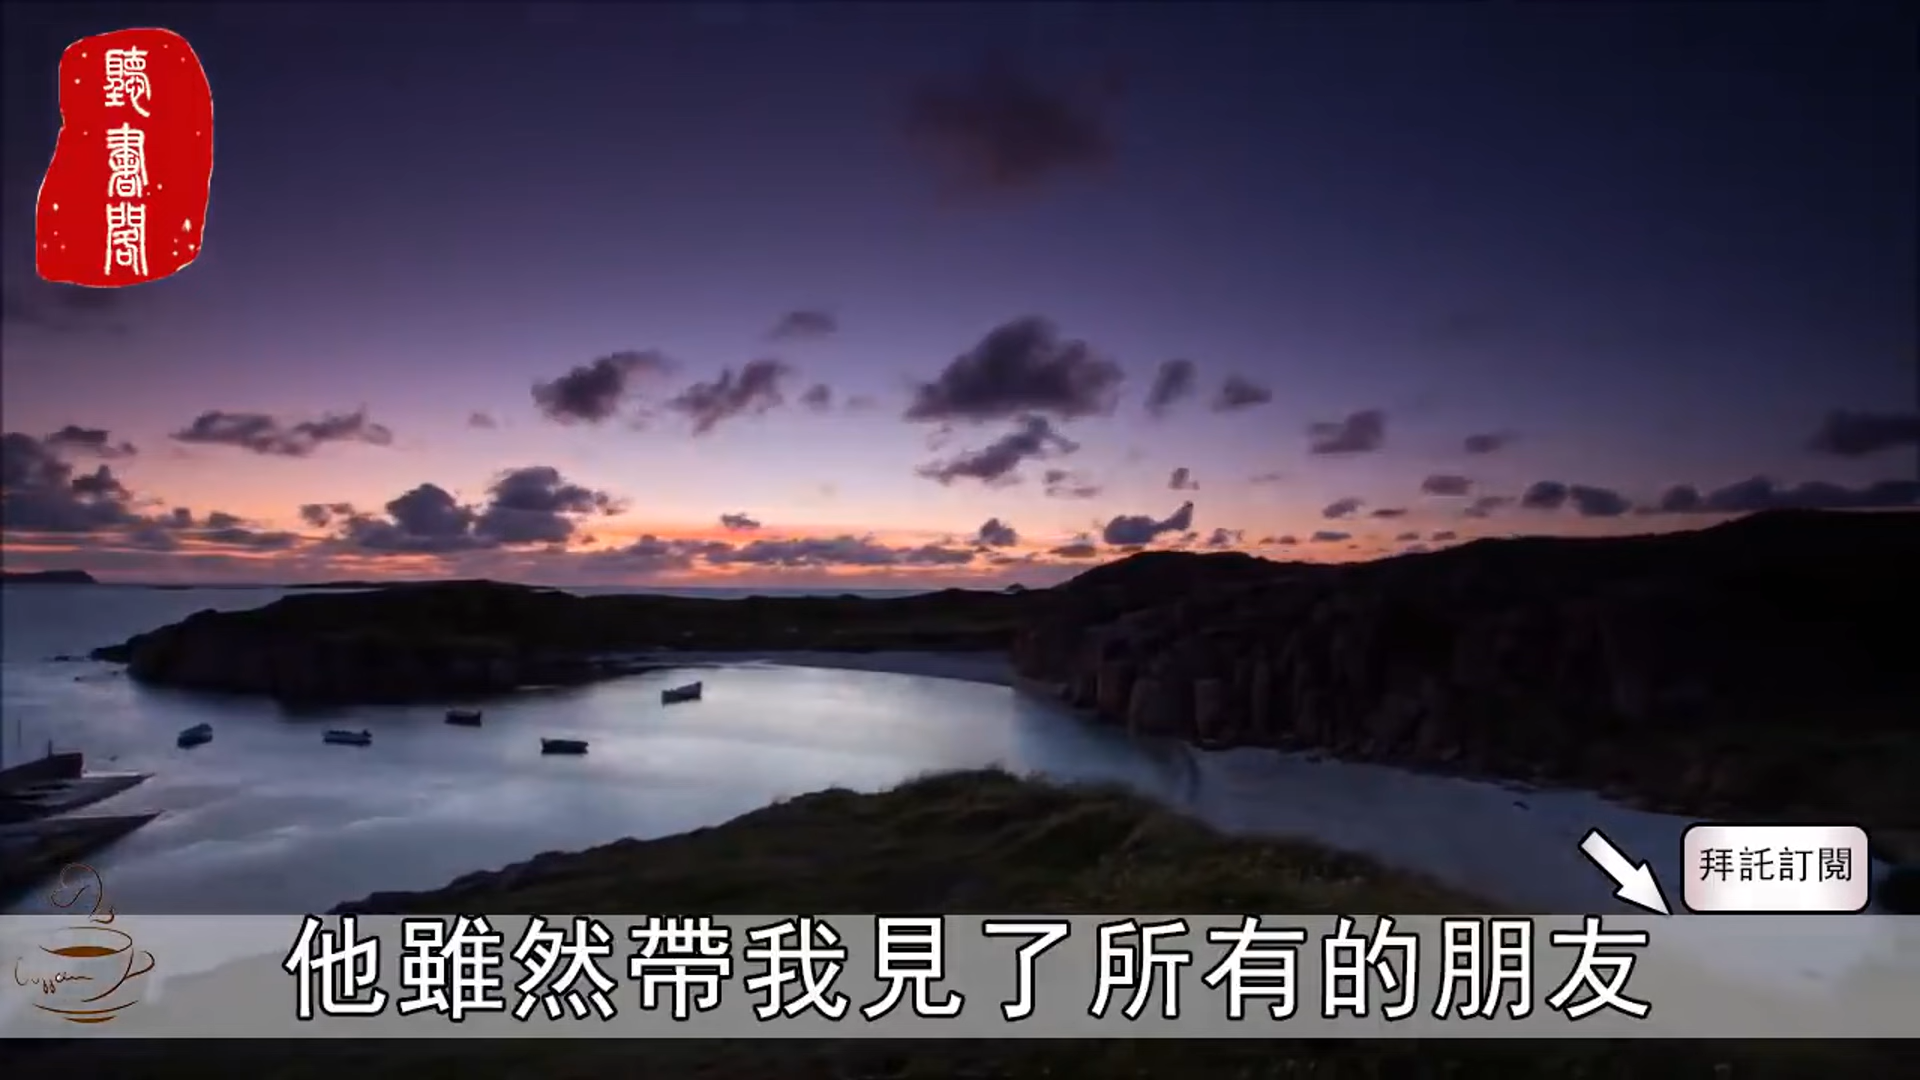 聽書閣
拜託訂閱
他雖然帶我見了所有的朋友